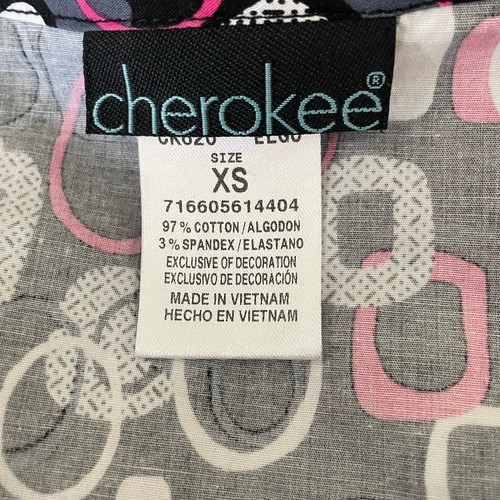 cherokee®
SIZE
XS
716605614404
97% COTTON/ALGODON
3% SPANDEX/ELASTANO
EXCLUSIVE OF DECORATION
EXCLUSIVO DE DECORACIÓN
MADE IN VIETNAM
HECHO EN VIETNAM